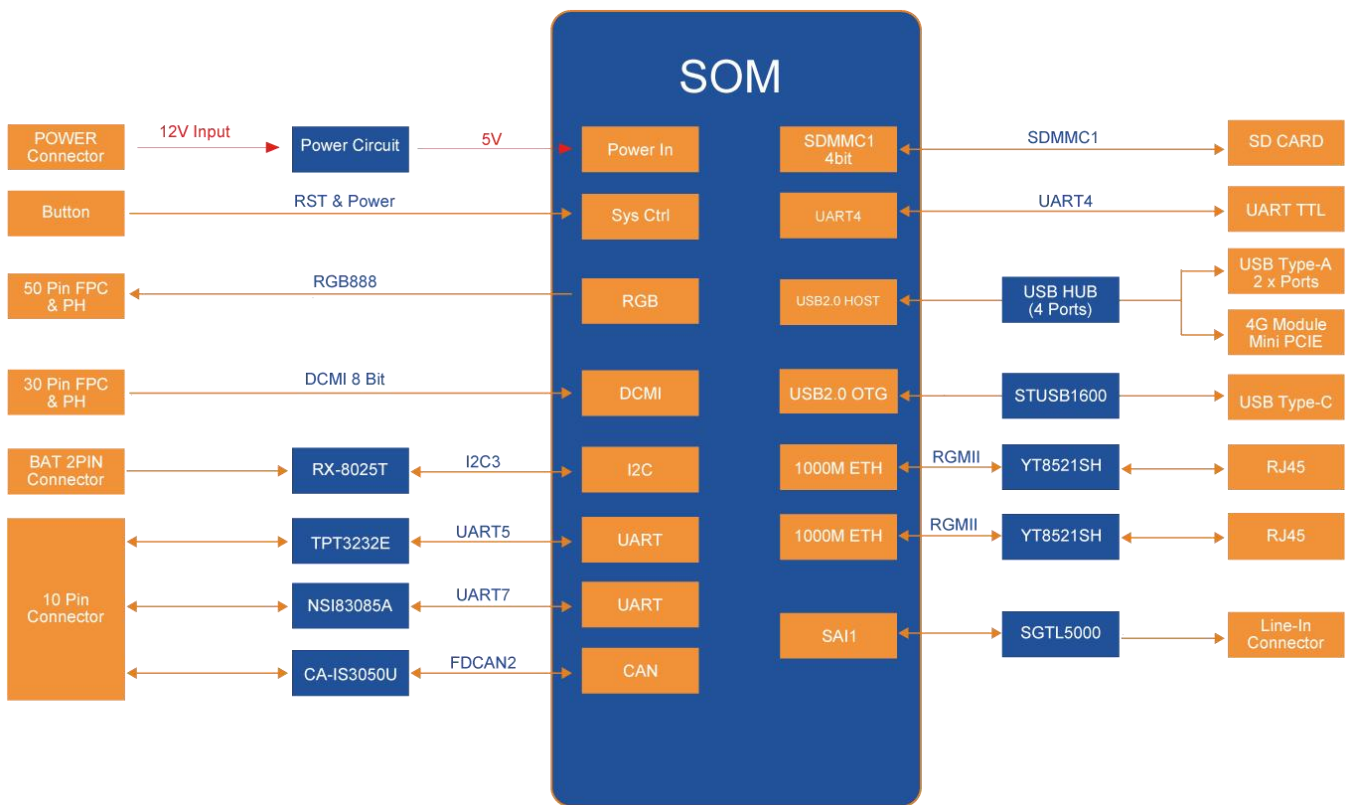 SOM
POWER
Connector
12V Input
Power Circuit
5V
Power In
Button
RST & Power
Sys Ctrl
50 Pin FPC
& PH
RGB888
RGB
30 Pin FPC
& PH
DCMI 8 Bit
DCMI
BAT 2PIN
Connector
RX-8025T
I2C3
I2C
10 Pin
Connector
TPT3232E
UART5
UART
NSI83085A
UART7
UART
CA-IS3050U
FDCAN2
CAN
SDMMC1
4bit
SDMMC1
SD CARD
UART4
UART4
UART TTL
USB2.0 HOST
USB HUB
(4 Ports)
USB Type-A
2 x Ports
4G Module
Mini PCIE
USB2.0 OTG
STUSB1600
USB Type-C
1000M ETH
RGMII
YT8521SH
RJ45
1000M ETH
RGMII
YT8521SH
RJ45
SAI1
SGTL5000
Line-In
Connector